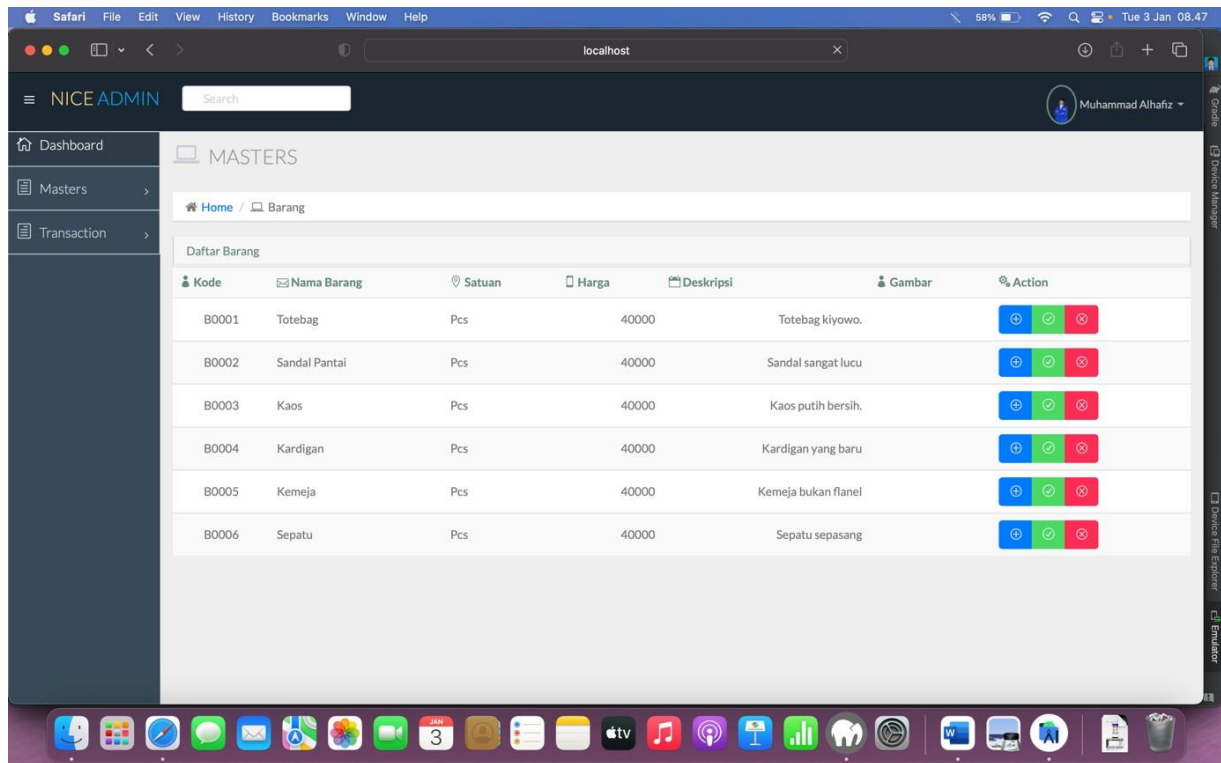 Safari File Edit View History Bookmarks Window Help 58% Tue 3 Jan 08.47
localhost
NICE ADMIN Search Muhammad Alhafiz
Dashboard
Masters
Transaction
MASTERS
Home / Barang
Daftar Barang
Kode Nama Barang Satuan Harga Deskripsi Gambar Action
B0001 Totebag Pcs 40000 Totebag kiyowo.
B0002 Sandal Pantai Pcs 40000 Sandal sangat lucu
B0003 Kaos Pcs 40000 Kaos putih bersih.
B0004 Kardigan Pcs 40000 Kardigan yang baru
B0005 Kemeja Pcs 40000 Kemeja bukan flanel
B0006 Sepatu Pcs 40000 Sepatu sepasang
Gradle
Device Manager
Device File Explorer
Emulator
JAN
3
tv
W